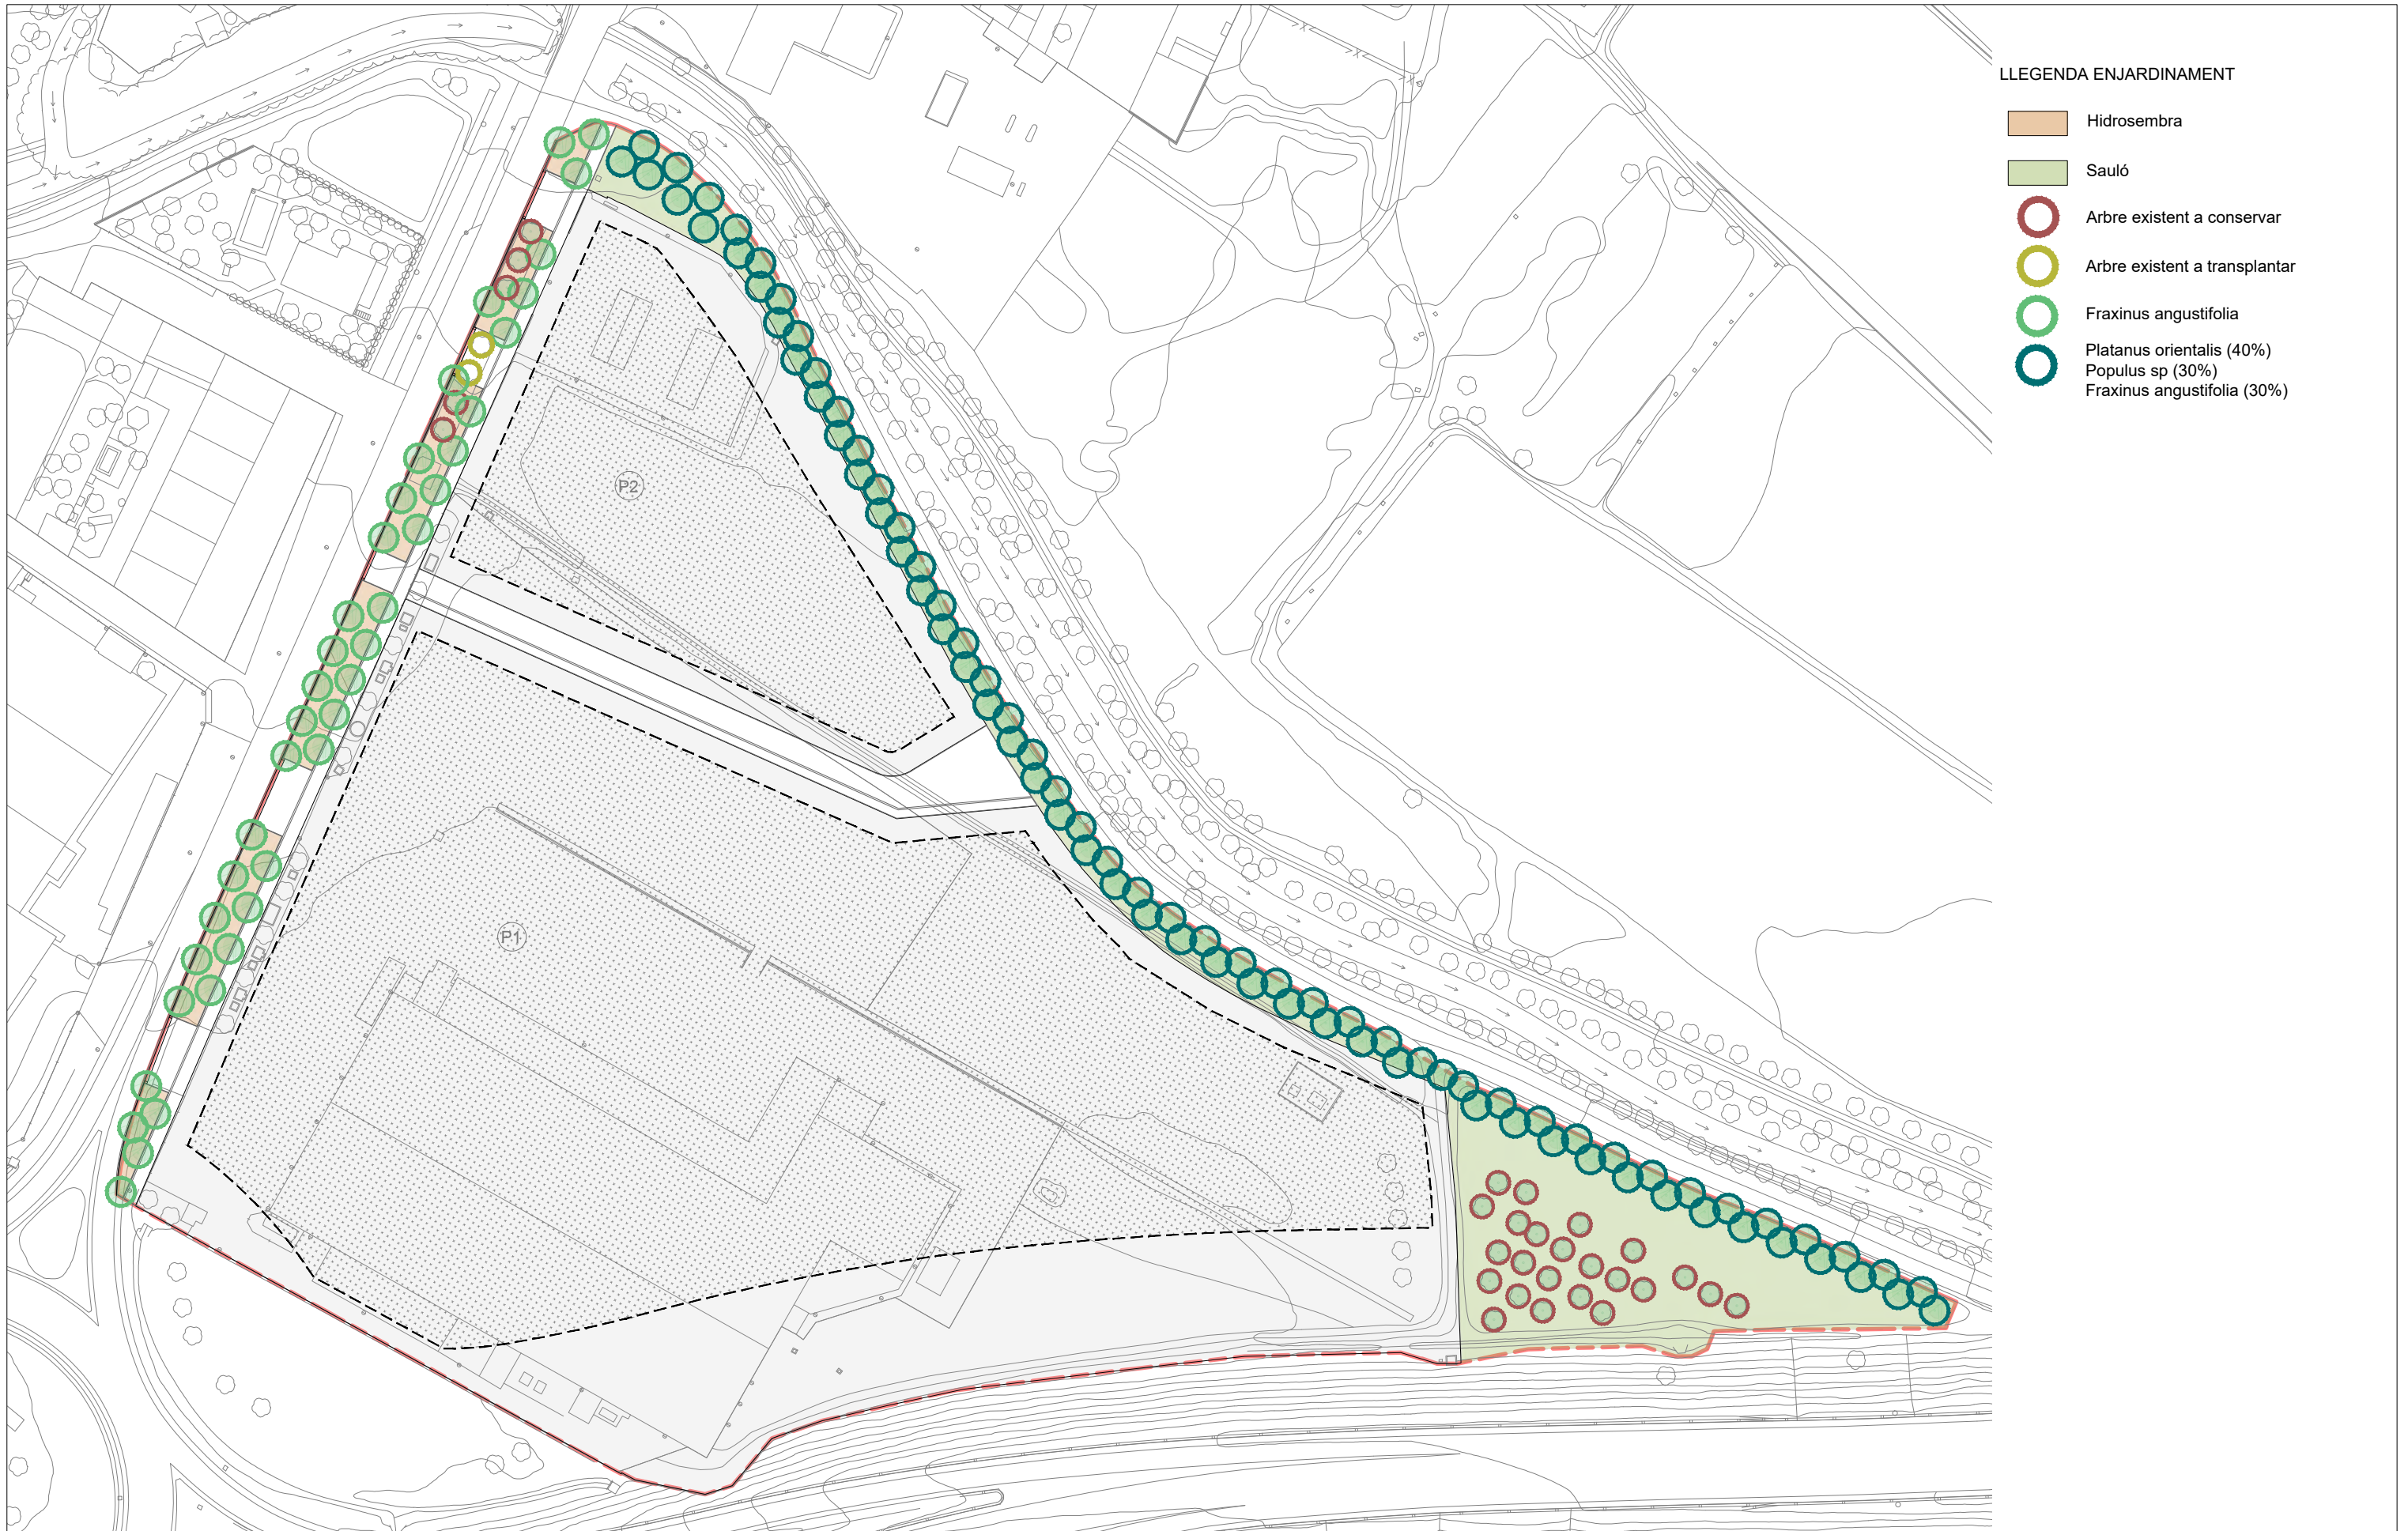 LLEGENDA ENJARDINAMENT
Hidrosembra
Sauló
Arbre existent a conservar
Arbre existent a transplantar
Fraxinus angustifolia
Platanus orientalis (40%)
Populus sp (30%)
Fraxinus angustifolia (30%)
P2
P1